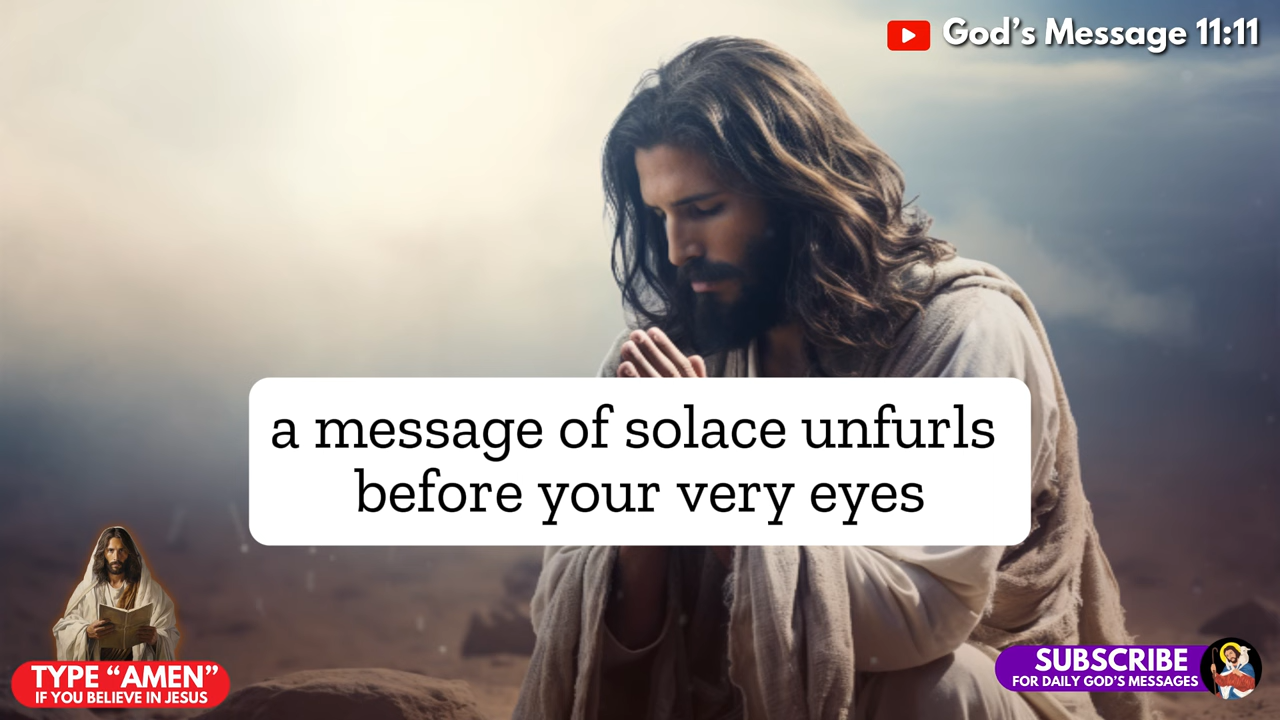 God's Message 11:11
a message of solace unfurls
before your very eyes
TYPE “AMEN”
IF YOU BELIEVE IN JESUS
SUBSCRIBE
FOR DAILY GOD'S MESSAGES